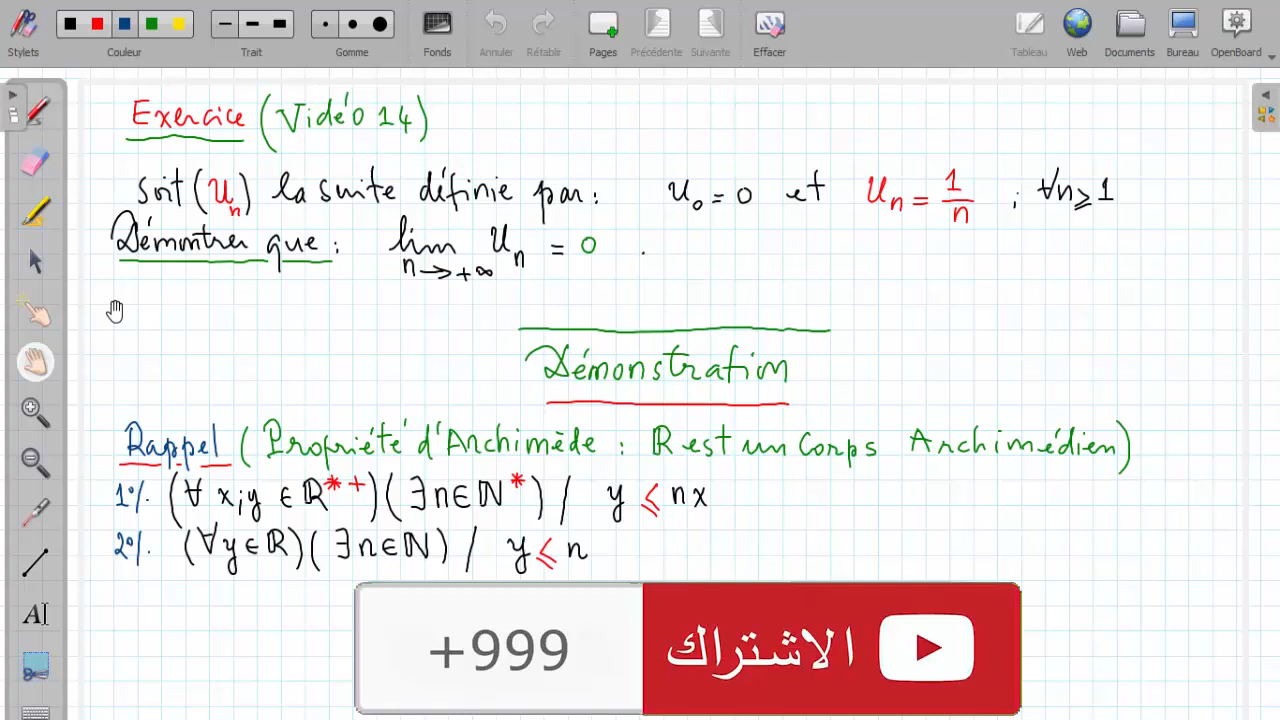 Stylets Couleur Trait Gomme Fonds Annuler Rétablir Pages Précédente Suivante Effacer Tableau Web Documents Bureau OpenBoard
Exercice (Vidéo 14)
Soit (Un) la suite définie par : U₀ = 0 et Uₙ = 1/n ; ∀n ⩾ 1
Démontrer que : lim n→+∞ Uₙ = 0 .
Démonstration
Rappel (Propriété d'Archimède : R est un Corps Archimédien)
1°/. (∀ x;y ∈ ℝ*⁺)(∃n∈ℕ*) / y ⩽ nx
2°/. (∀y∈ℝ)(∃n∈ℕ) / y ⩽ n
AI
+999 الاشتراك